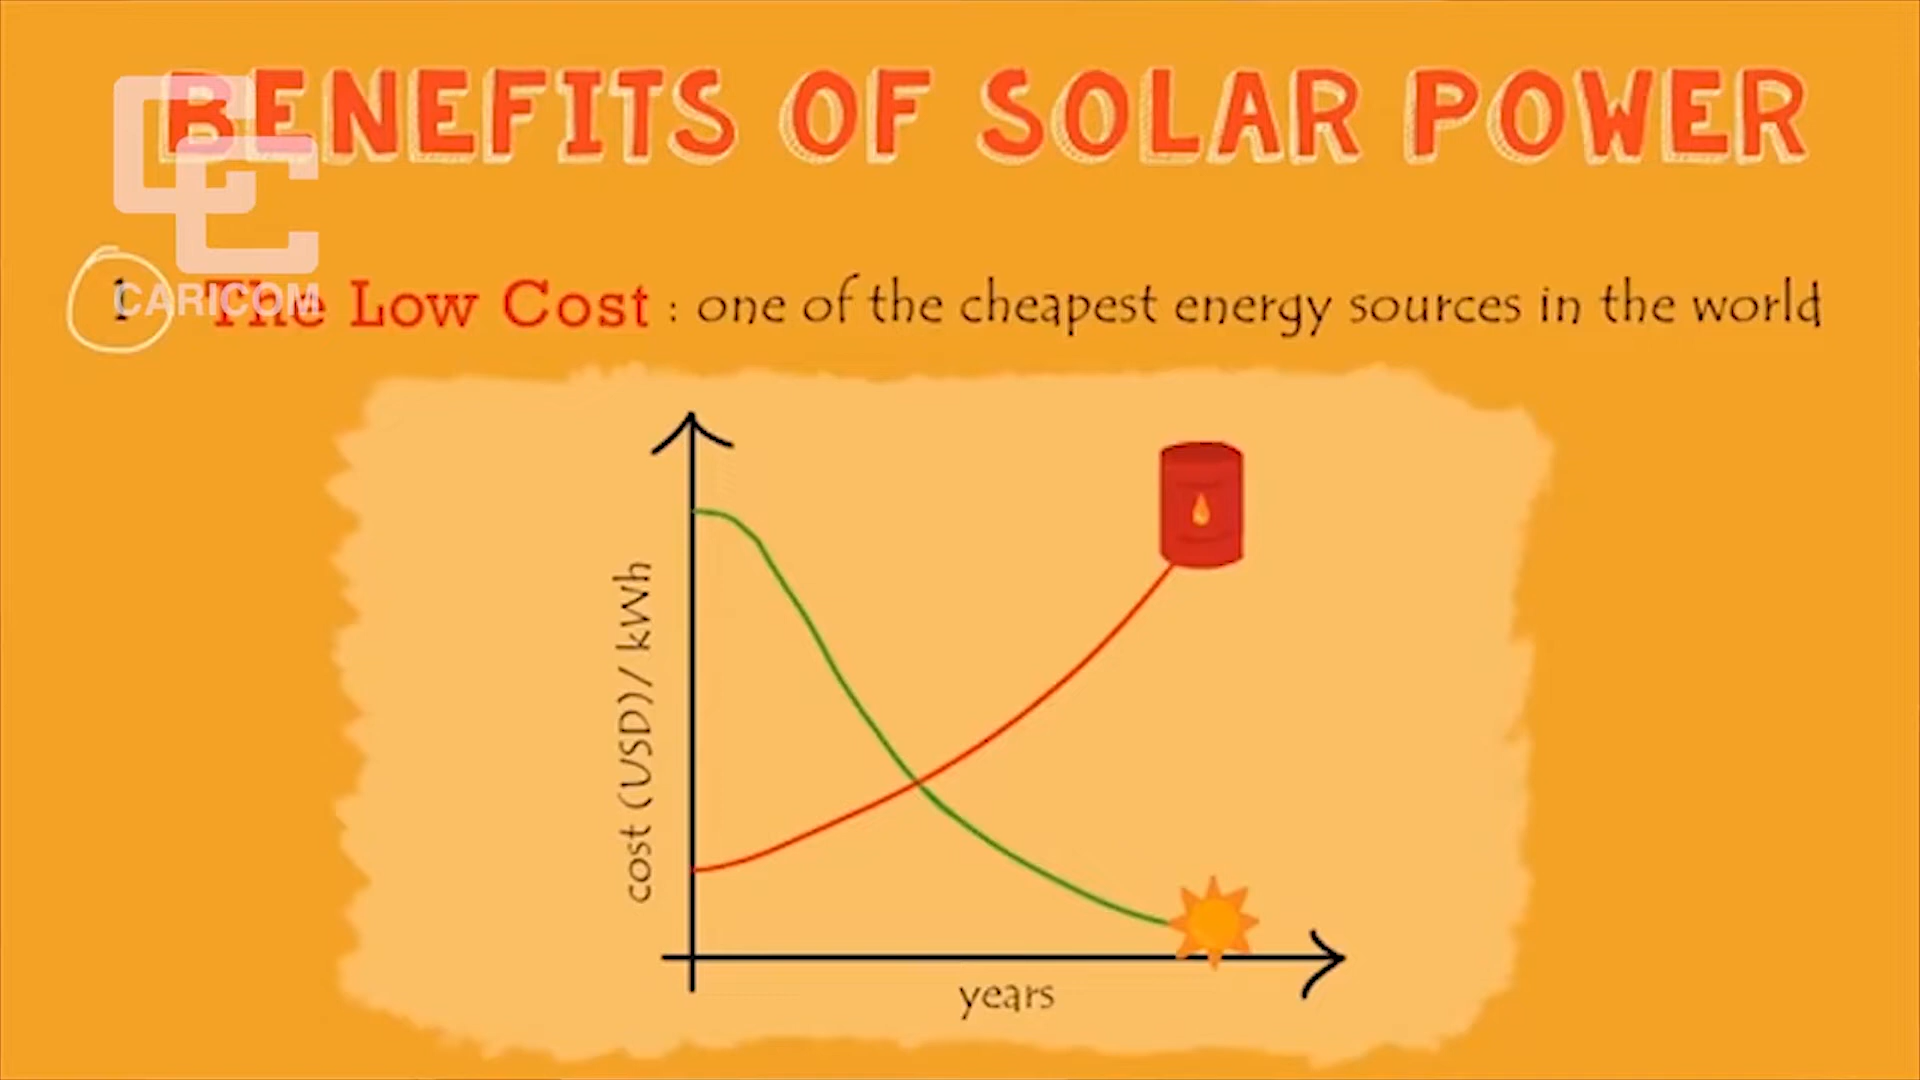 BENEFITS OF SOLAR POWER
CARICOM
1 The Low Cost : one of the cheapest energy sources in the world
cost (USD)/ kWh
years